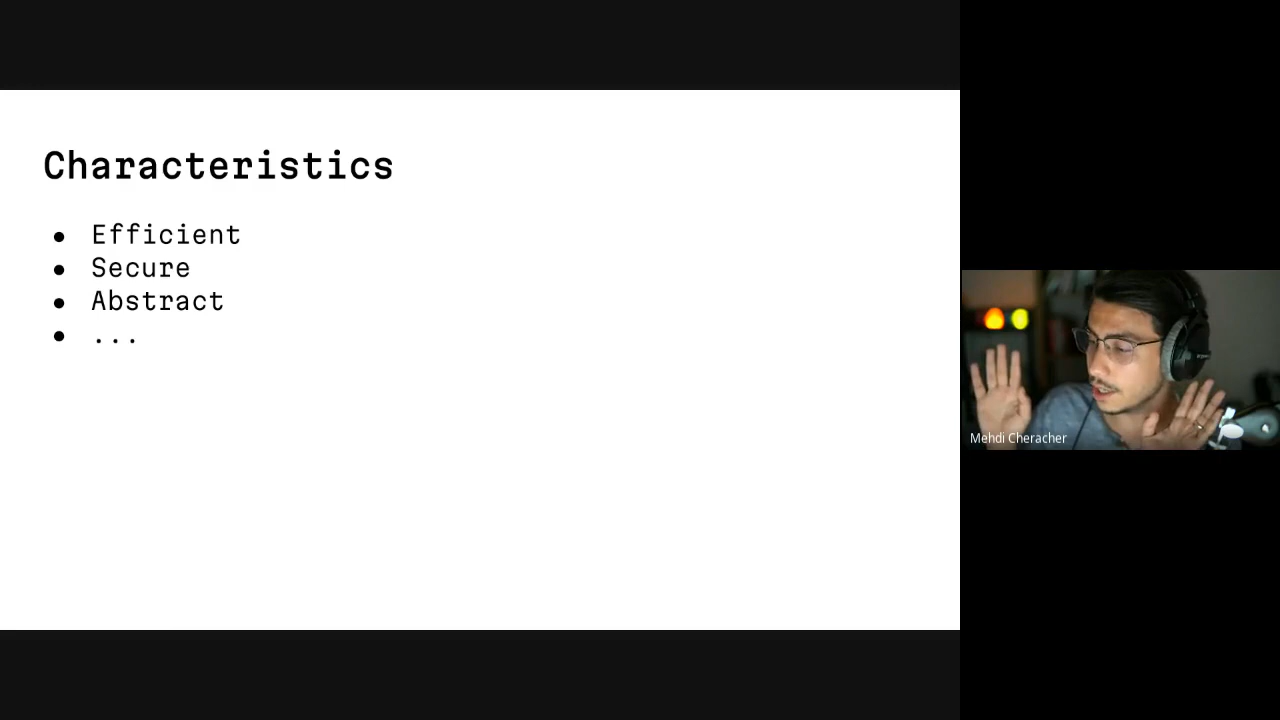 Characteristics
● Efficient
● Secure
● Abstract
● ...
Mehdi Cheracher